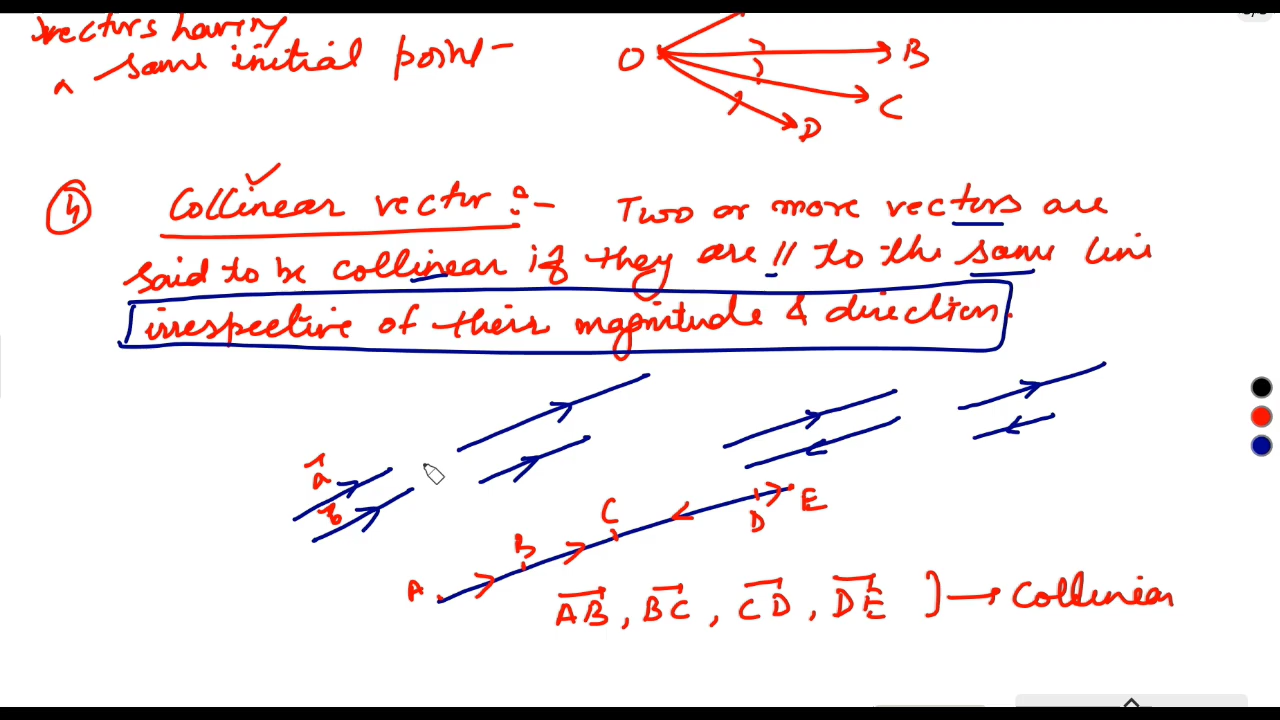 vectors having
same initial point -
O
B
C
D
4 Collinear vector :- Two or more vectors are
said to be collinear if they are // to the same line
irrespective of their magnitude & direction.
a
b
A B C D E
AB, BC, CD, DE } → Collinear